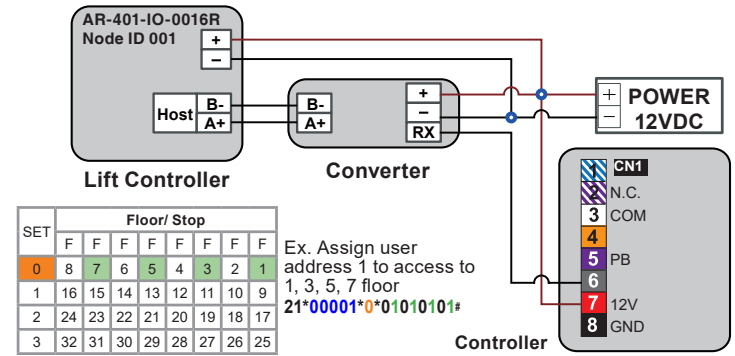 AR-401-IO-0016R
Node ID 001
+
−
Host
B-
A+
Lift Controller
B-
A+
+
−
RX
Converter
+
−
POWER
12VDC
1 CN1
2 N.C.
3 COM
4
5 PB
6
7 12V
8 GND
Controller
SET Floor/ Stop
F F F F F F F F
0 8 7 6 5 4 3 2 1
1 16 15 14 13 12 11 10 9
2 24 23 22 21 20 19 18 17
3 32 31 30 29 28 27 26 25
Ex. Assign user
address 1 to access to
1, 3, 5, 7 floor
21*00001*0*01010101#